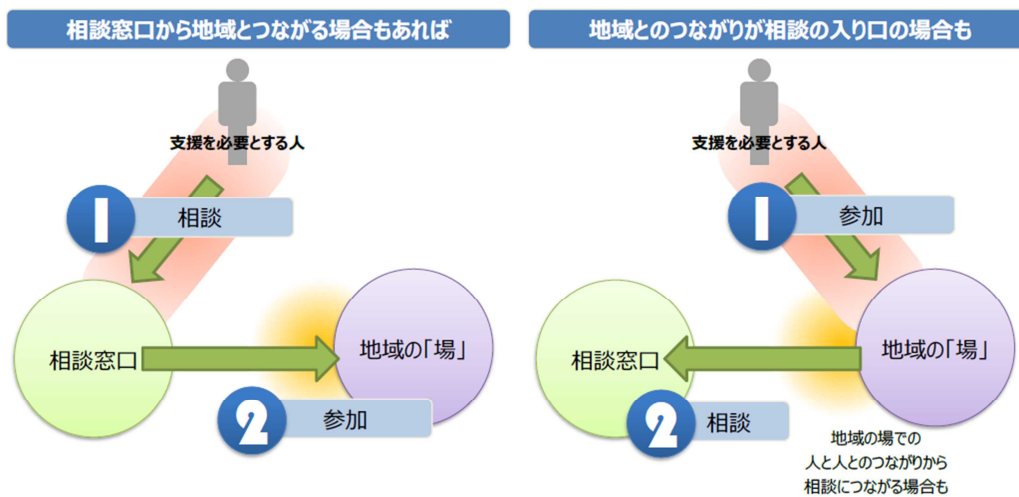 相談窓口から地域とつながる場合もあれば
支援を必要とする人
1
相談
相談窓口
地域の「場」
2
参加
地域とのつながりが相談の入り口の場合も
支援を必要とする人
1
参加
相談窓口
地域の「場」
2
相談
地域の場での
人と人とのつながりから
相談につながる場合も